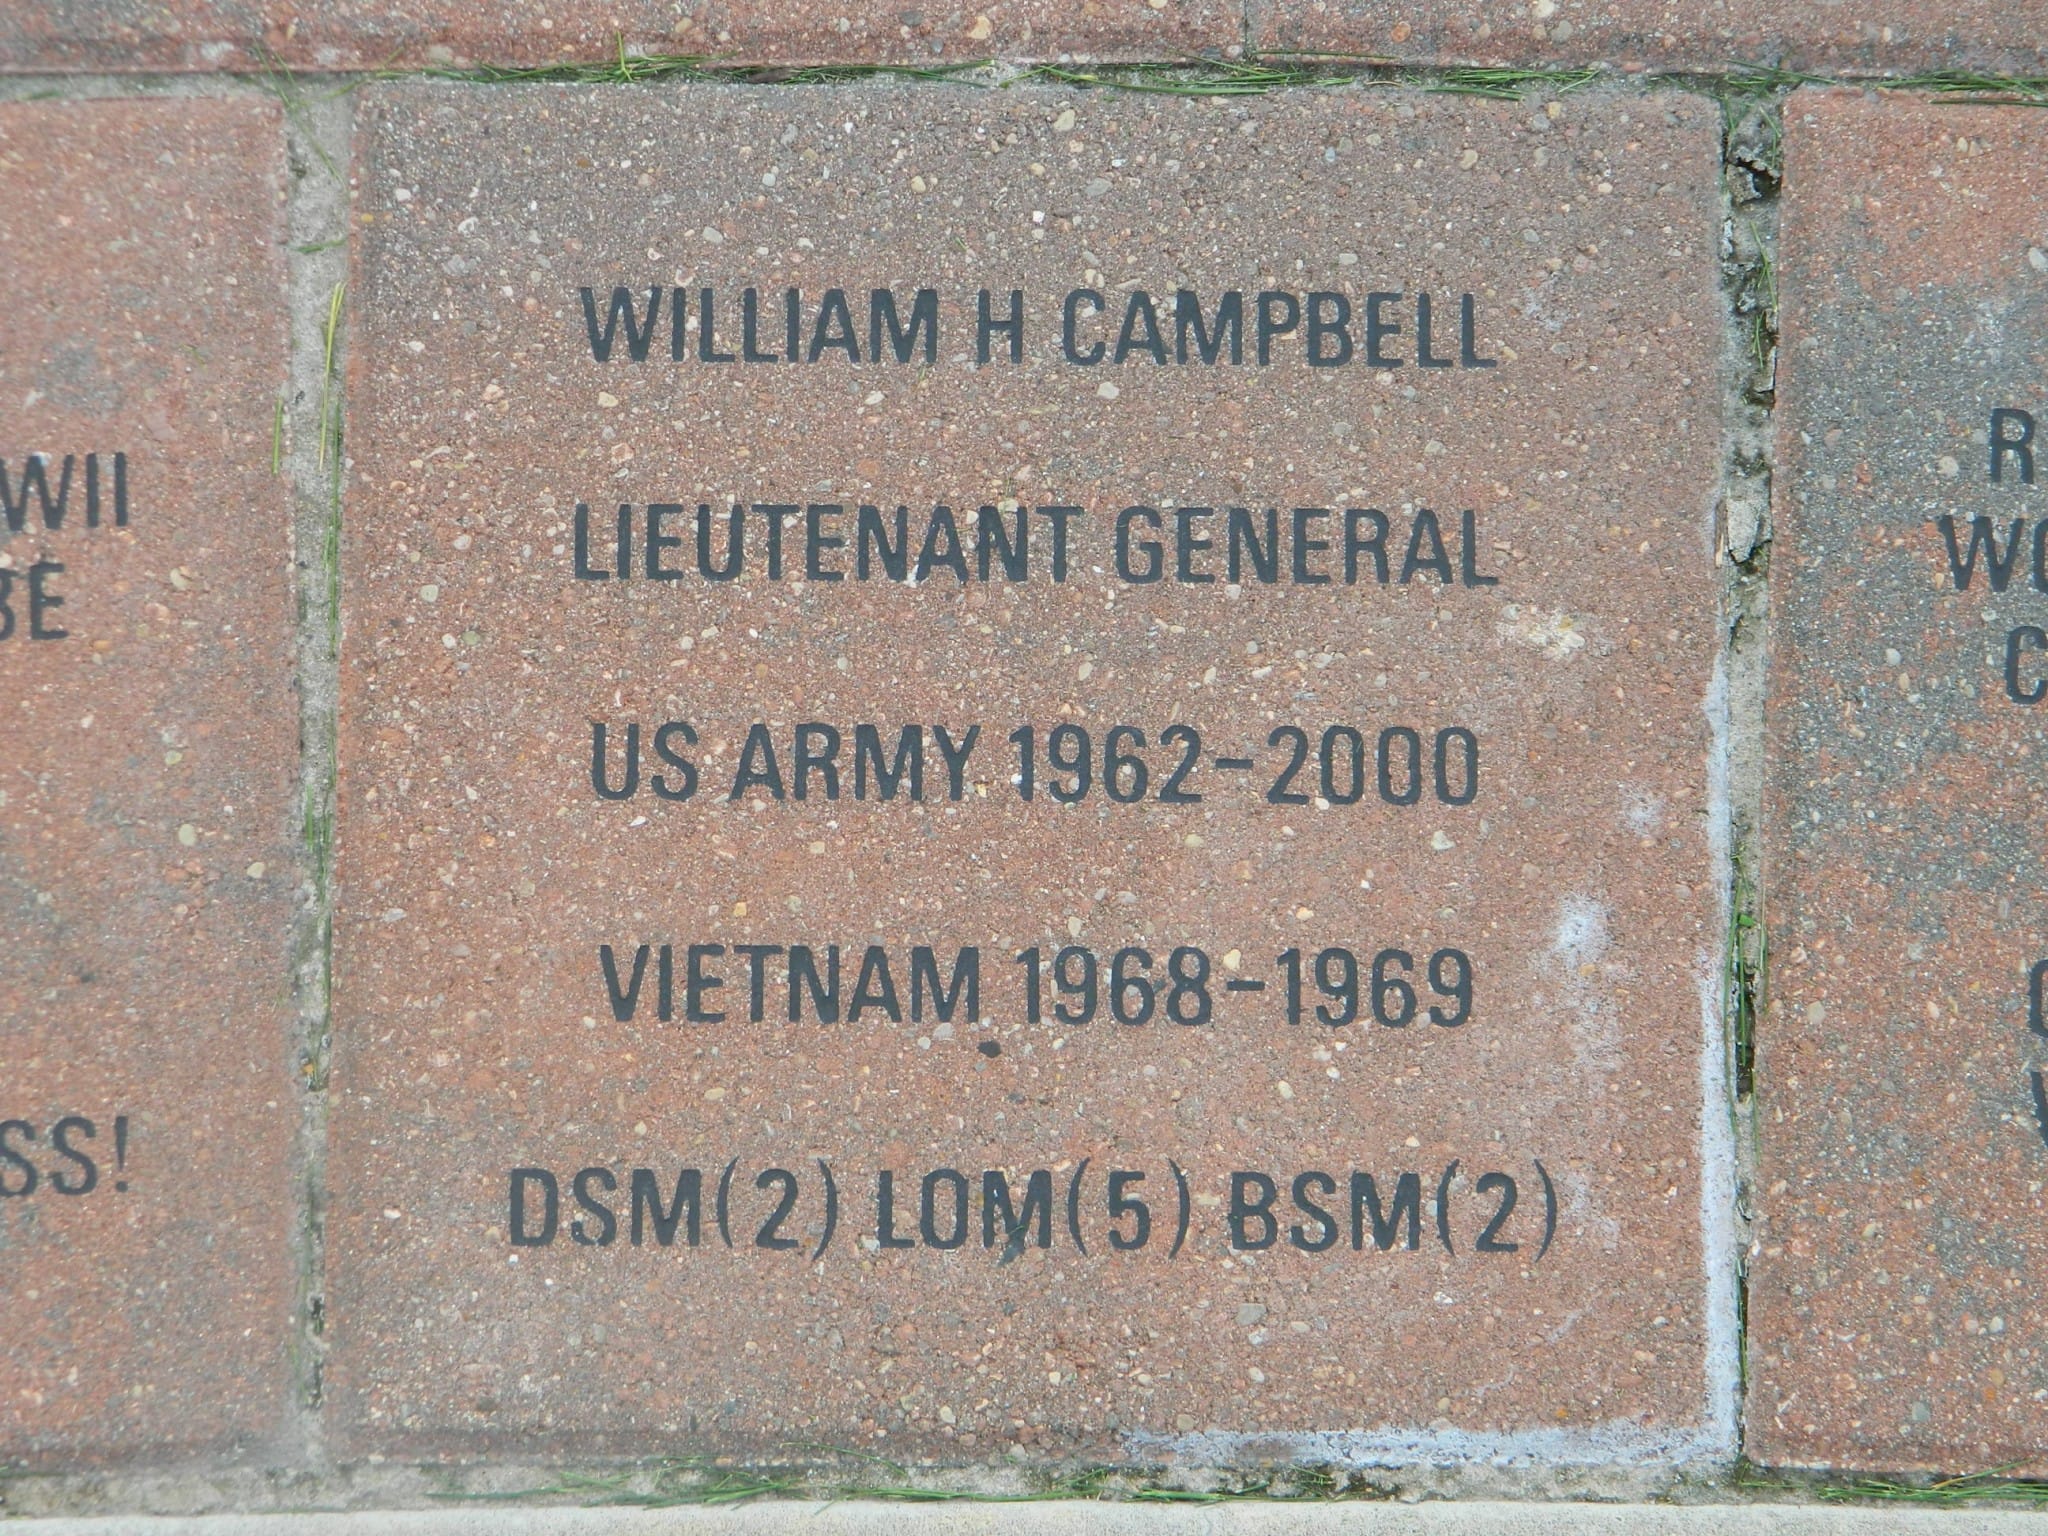 WILLIAM H CAMPBELL
LIEUTENANT GENERAL
US ARMY 1962-2000
VIETNAM 1968-1969
DSM(2) LOM(5) BSM(2)